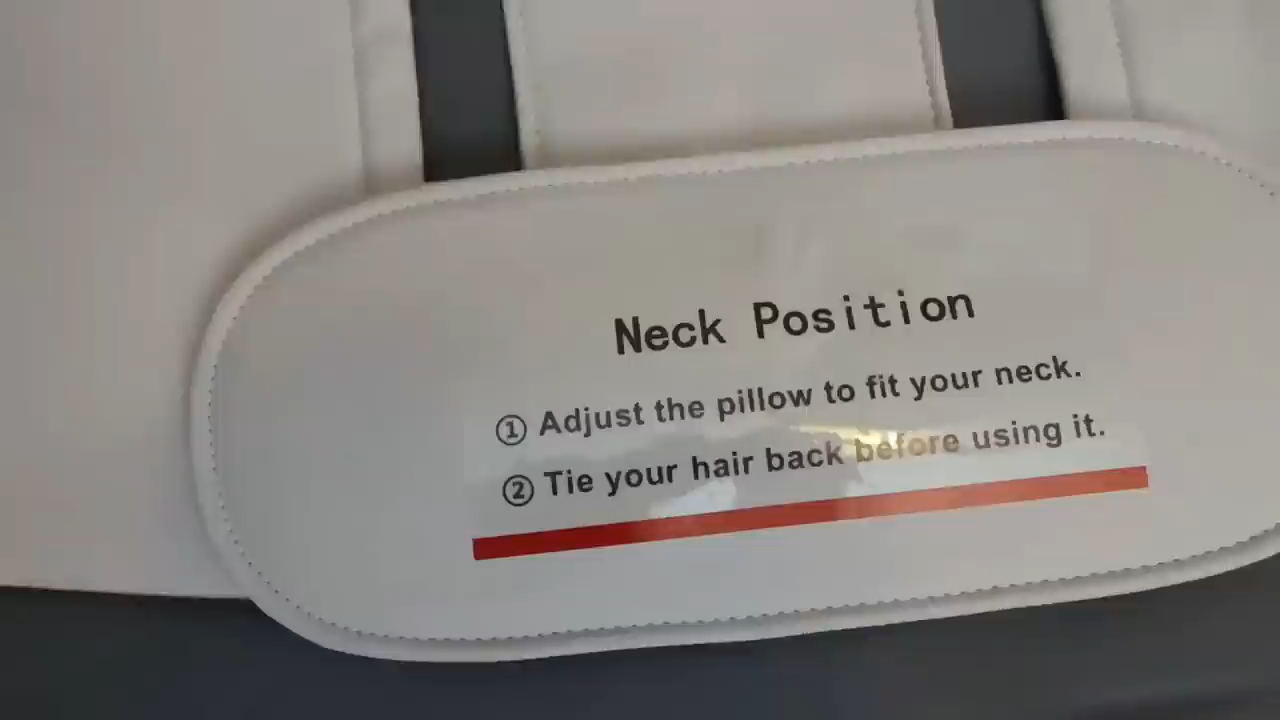 Neck Position
① Adjust the pillow to fit your neck.
② Tie your hair back before using it.